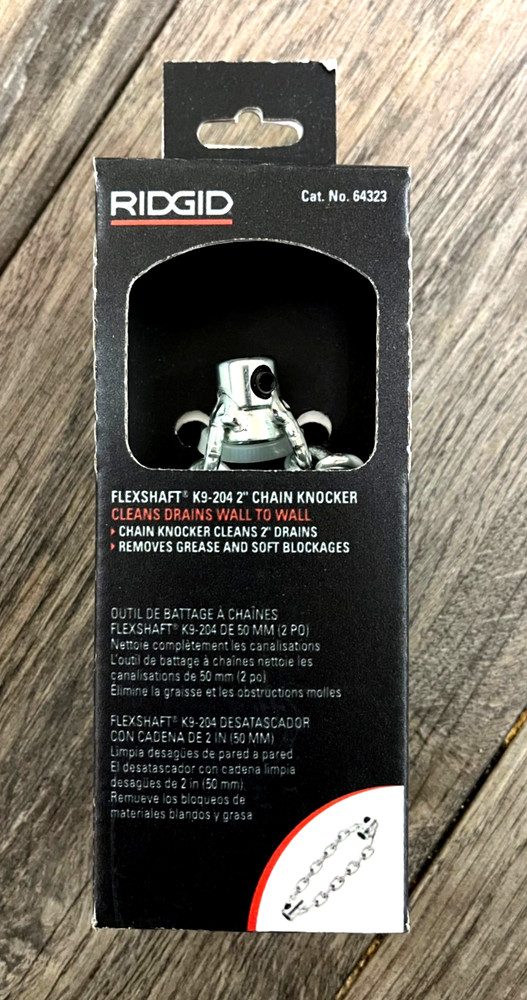 RIDGID
Cat. No. 64323
FLEXSHAFT® K9-204 2" CHAIN KNOCKER
CLEANS DRAINS WALL TO WALL
CHAIN KNOCKER CLEANS 2" DRAINS
REMOVES GREASE AND SOFT BLOCKAGES
OUTIL DE BATTAGE À CHAÎNES
FLEXSHAFT® K9-204 DE 50 MM (2 PO)
Nettoie complètement les canalisations
L'outil de battage à chaînes nettoie les
canalisations de 50 mm (2 po)
Élimine la graisse et les obstructions molles
FLEXSHAFT® K9-204 DESATASCADOR
CON CADENA DE 2 IN (50 MM)
Limpia desagües de pared a pared
El desatascador con cadena limpia
desagües de 2 in (50 mm)
Remueve los bloqueos de
materiales blandos y grasa